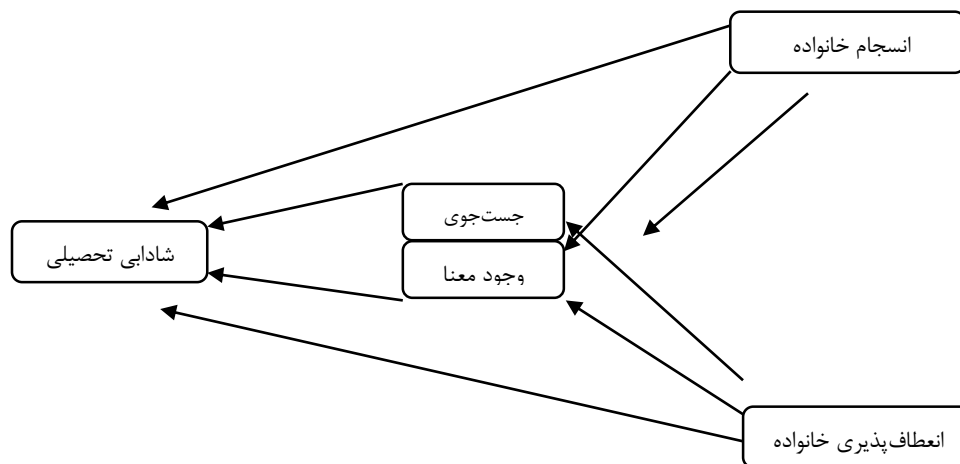 انسجام خانواده
جست‌جوی
وجود معنا
شادابی تحصیلی
انعطاف‌پذیری خانواده